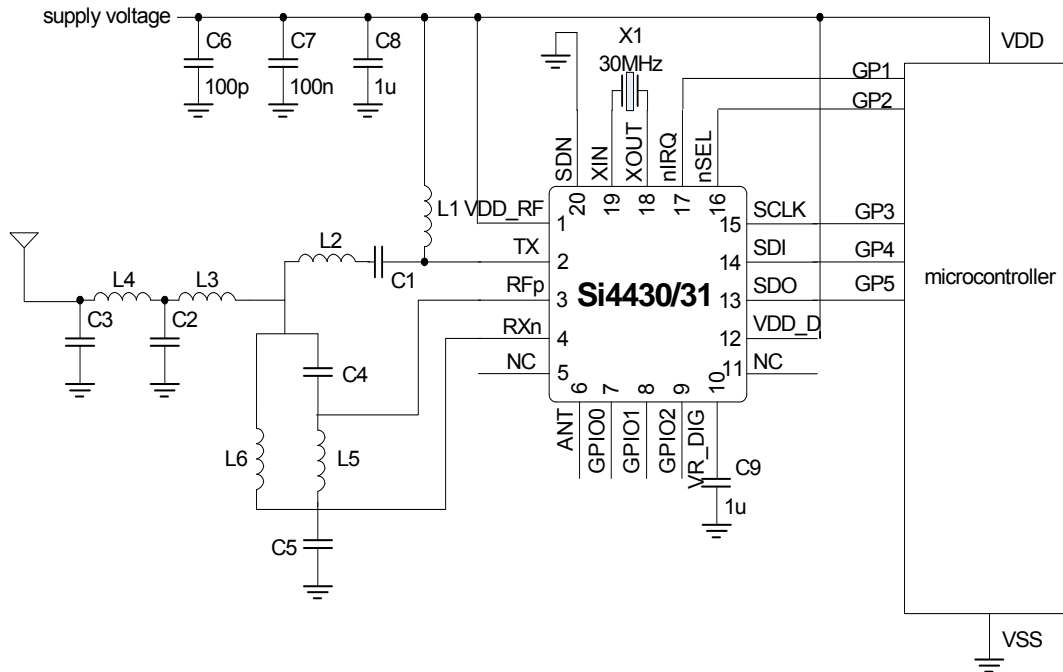 supply voltage
C6
C7
C8
100p
100n
1u
X1
30MHz
VDD
GP1
GP2
SDN
XIN
XOUT
nIRQ
nSEL
20
19
18
17
16
L1
VDD_RF
1
15
SCLK
GP3
L2
C1
TX
2
14
SDI
GP4
L4
L3
RFp
3
Si4430/31
13
SDO
GP5
microcontroller
C3
C2
RXn
4
12
VDD_D
NC
5
11
NC
C4
6
7
8
9
10
ANT
GPIO0
GPIO1
GPIO2
VR_DIG
L6
L5
C9
1u
C5
VSS